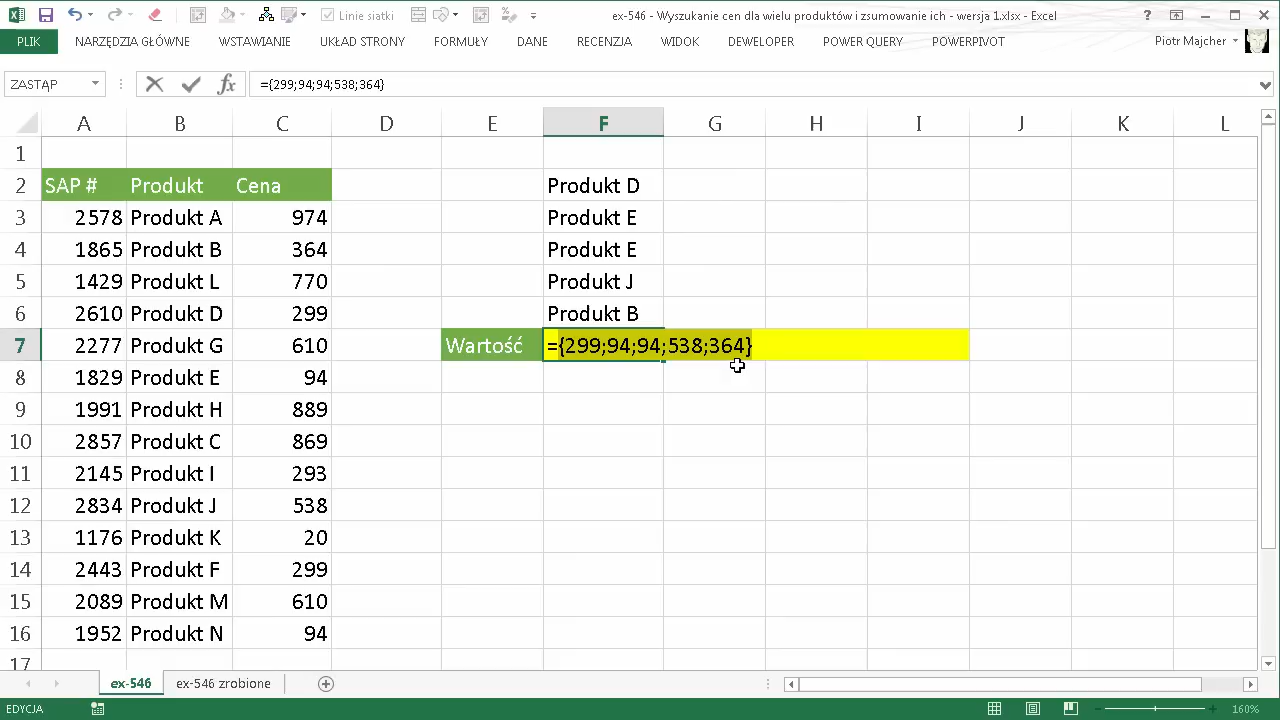 Linie siatki
ex-546 - Wyszukanie cen dla wielu produktów i zsumowanie ich - wersja 1.xlsx - Excel
PLIK NARZĘDZIA GŁÓWNE WSTAWIANIE UKŁAD STRONY FORMUŁY DANE RECENZJA WIDOK DEVELOPER POWER QUERY POWERPIVOT Piotr Majcher
ZASTĄP fx ={299;94;94;538;364}
A B C D E F G H I J K L
1
2 SAP # Produkt Cena Produkt D
3 2578 Produkt A 974 Produkt E
4 1865 Produkt B 364 Produkt E
5 1429 Produkt L 770 Produkt J
6 2610 Produkt D 299 Produkt B
7 2277 Produkt G 610 Wartość ={299;94;94;538;364}
8 1829 Produkt E 94
9 1991 Produkt H 889
10 2857 Produkt C 869
11 2145 Produkt I 293
12 2834 Produkt J 538
13 1176 Produkt K 20
14 2443 Produkt F 299
15 2089 Produkt M 610
16 1952 Produkt N 94
17
ex-546 ex-546 zrobione
EDYCJA 160%